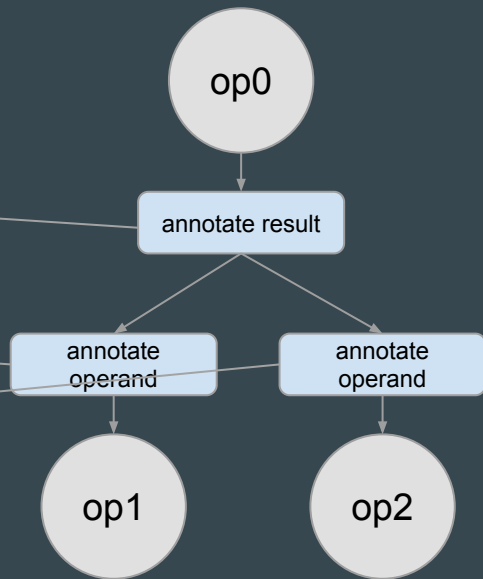 op0
annotate result
annotate
operand
annotate
operand
op1
op2